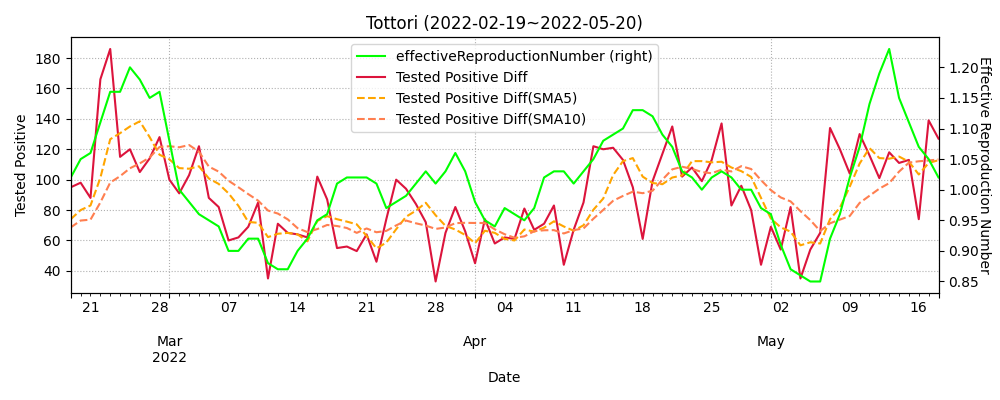 Tottori (2022-02-19~2022-05-20)
effectiveReproductionNumber (right)
Tested Positive Diff
Tested Positive Diff(SMA5)
Tested Positive Diff(SMA10)
Tested Positive
180
160
140
120
100
80
60
40
Effective Reproduction Number
1.20
1.15
1.10
1.05
1.00
0.95
0.90
0.85
21 28 07 14 21 28 04 11 18 25 02 09 16
Mar Apr May
2022
Date